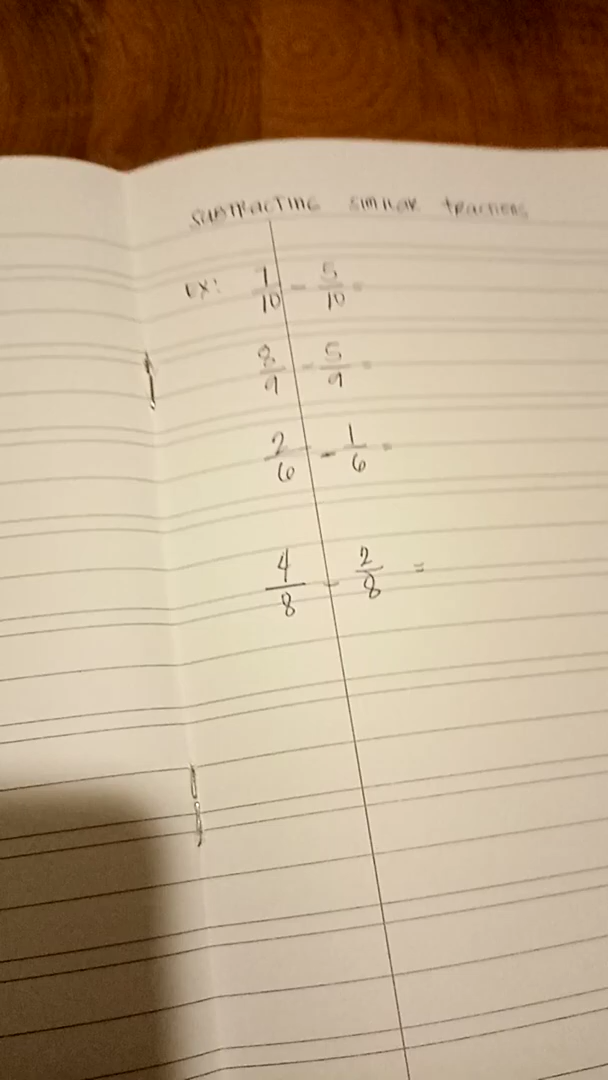 SUBTRACTING SIMILAR FRACTIONS
EX: 7/10 - 5/10 =
8/9 - 5/9 =
2/6 - 1/6 =
4/8 - 2/8 =